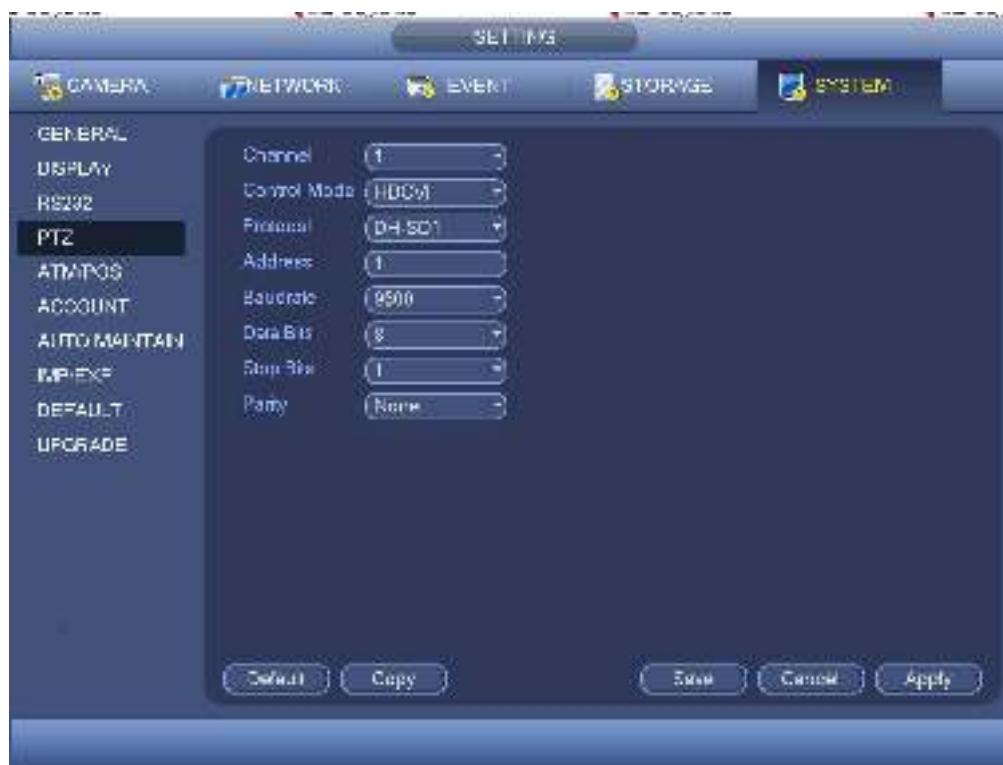 SETTING
CAMERA NETWORK EVENT STORAGE SYSTEM
GENERAL
DISPLAY
RS232
PTZ
ATM/POS
ACCOUNT
AUTO MAINTAIN
IMP/EXP
DEFAULT
UPGRADE
Channel 1
Control Mode HDCVI
Protocol DH-SD1
Address 1
Baudrate 9600
Data Bits 8
Stop Bits 1
Parity None
Default Copy Save Cancel Apply